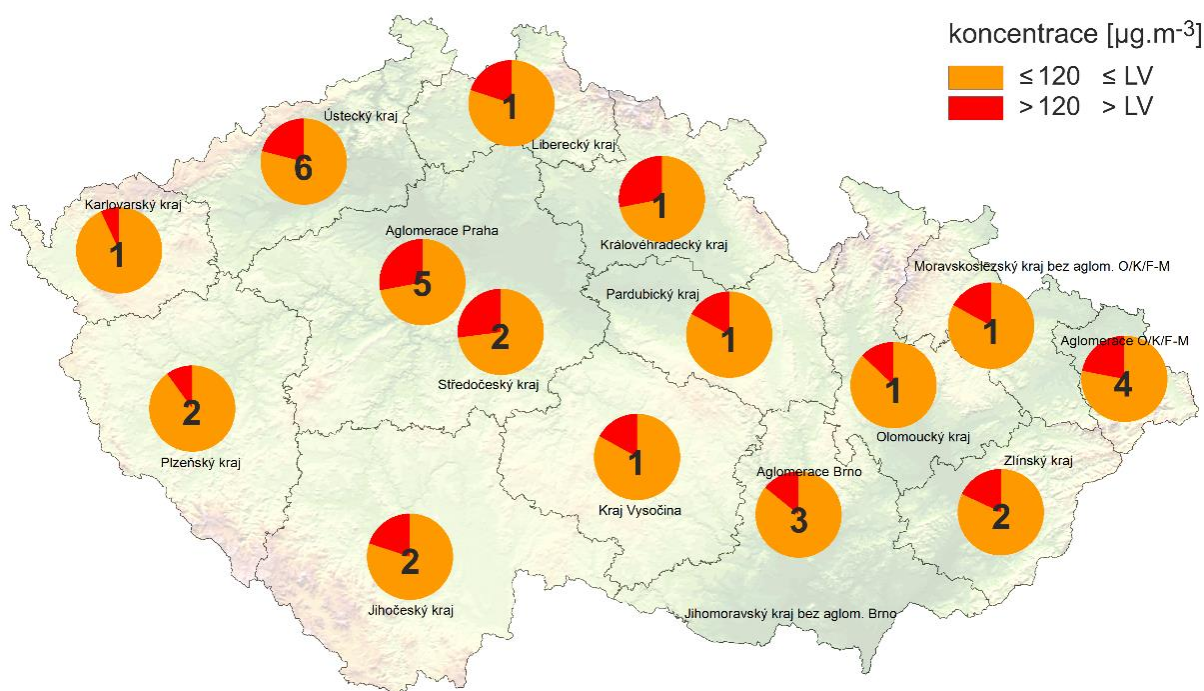 koncentrace [µg.m-3]
≤ 120 ≤ LV
> 120 > LV
Ústecký kraj
6
1
Liberecký kraj
Karlovarský kraj
1
1
Královéhradecký kraj
Aglomerace Praha
5
2
Středočeský kraj
Pardubický kraj
1
Moravskoslezský kraj bez aglom. O/K/F-M
1
Aglomerace O/K/F-M
4
2
Plzeňský kraj
1
Olomoucký kraj
1
Kraj Vysočina
Aglomerace Brno
3
Zlínský kraj
2
2
Jihočeský kraj
Jihomoravský kraj bez aglom. Brno